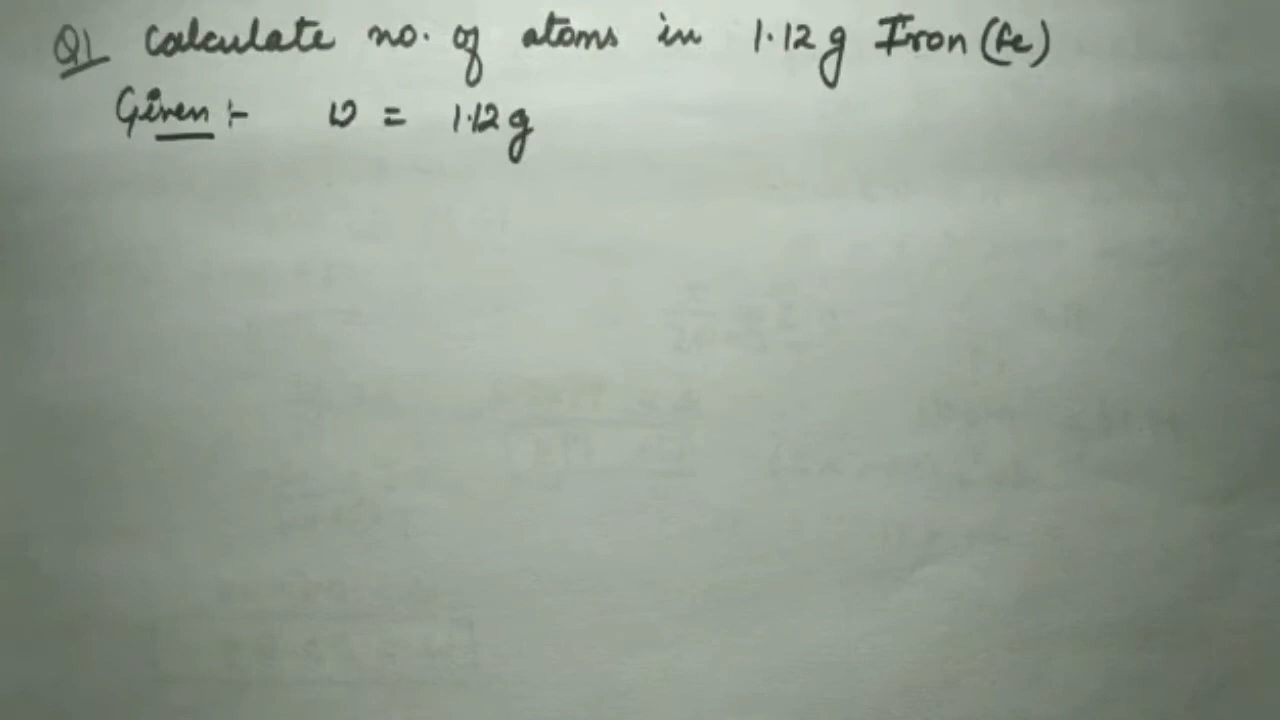 Q1 Calculate no. of atoms in 1.12g Iron (Fe)
Given :- w = 1.12g